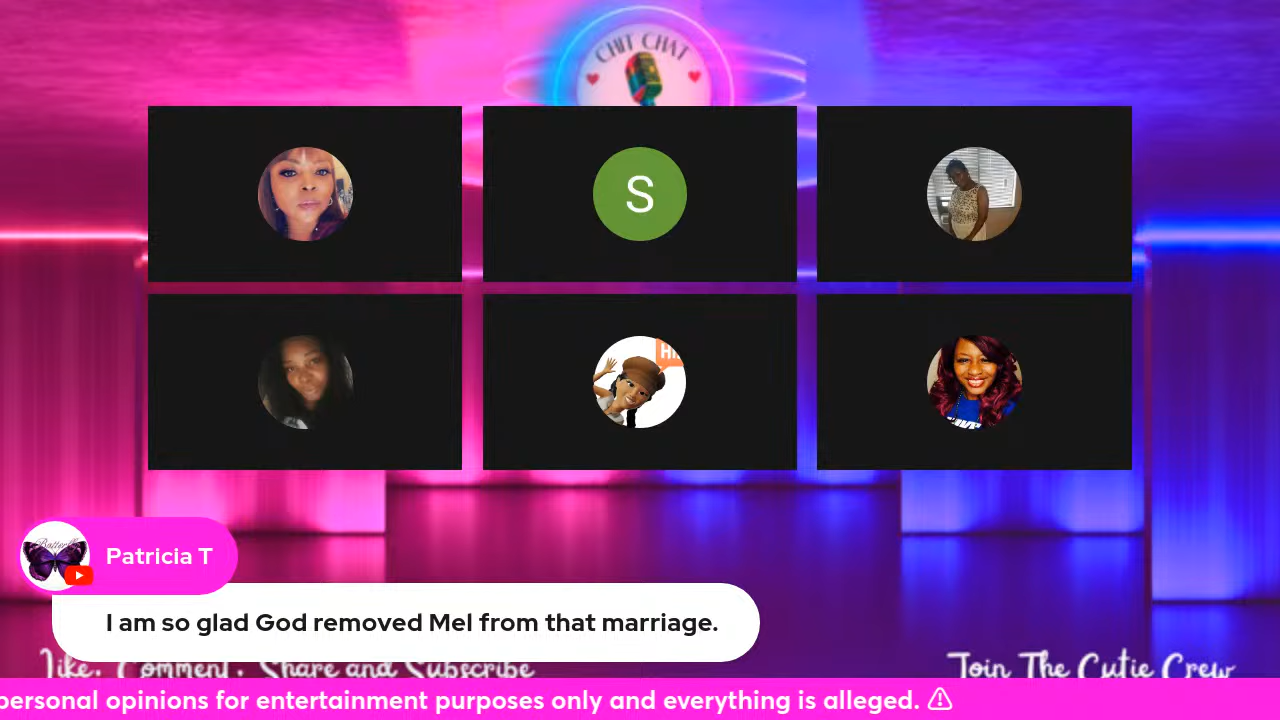 CHIT CHAT
S
HI
Patricia T
I am so glad God removed Mel from that marriage.
Like. Comment. Share and Subscribe
Join The Cutie Crew
personal opinions for entertainment purposes only and everything is alleged. ⚠